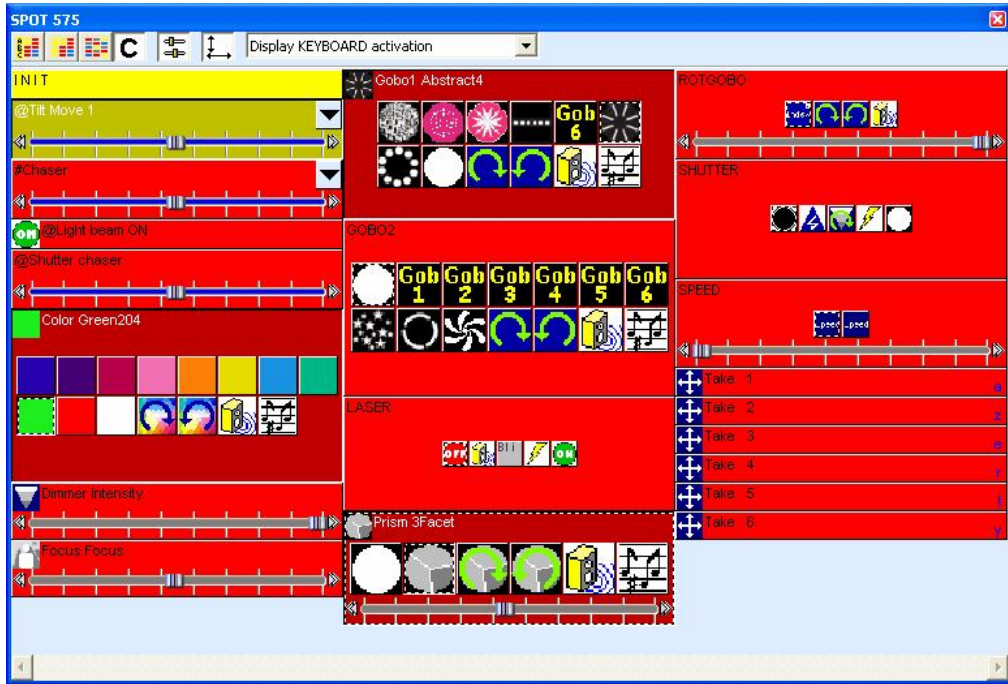 SPOT 575
A
B
C
C
Display KEYBOARD activation
INIT
@Tilt Move 1
#Chaser
ON @Light beam ON
@Shutter chaser
Color Green204
Dimmer Intensity
Focus Focus
Gobo1 Abstract4
Gob
6
GOBO2
Gob Gob Gob Gob Gob Gob
1 2 3 4 5 6
LASER
OFF Bli ON
Prism 3Facet
ROTGOBO
Index
SHUTTER
SPEED
Take 1 a
Take 2 z
Take 3 e
Take 4 r
Take 5 t
Take 6 y